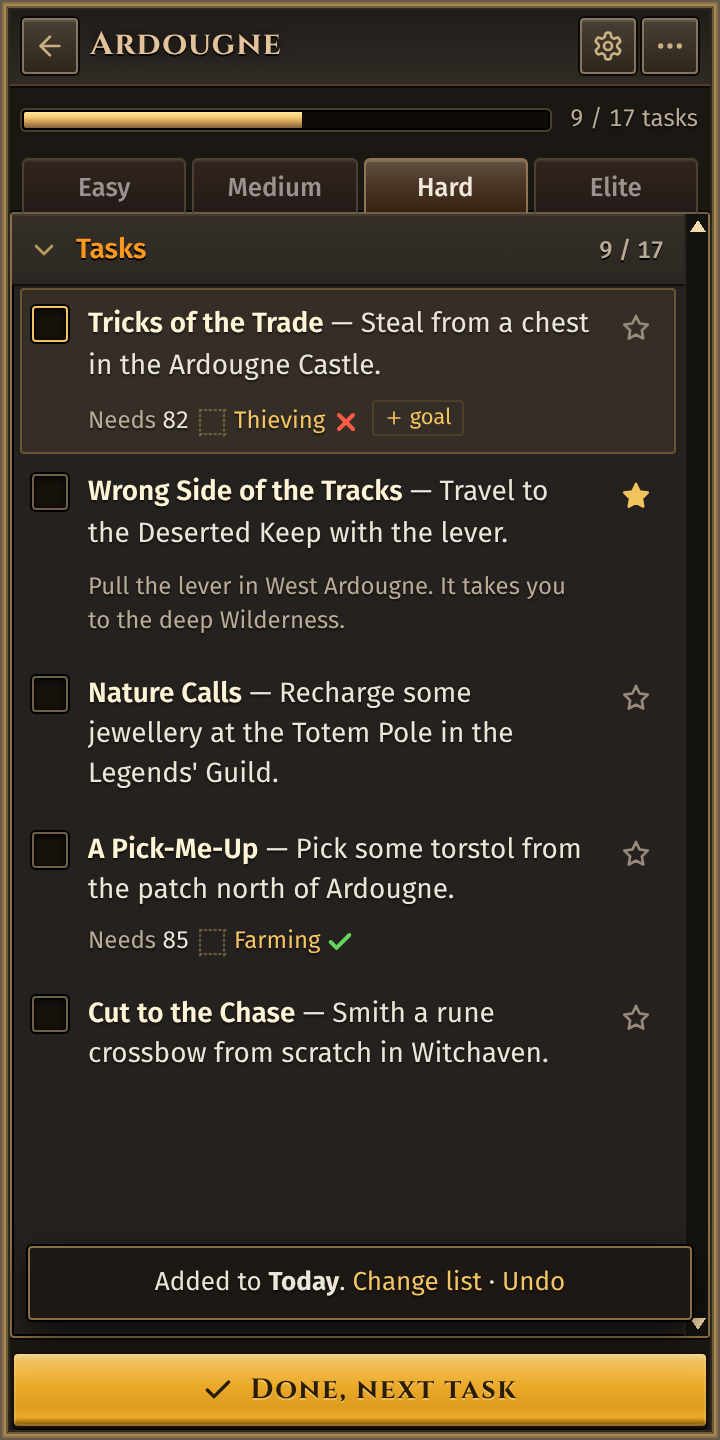 Ardougne
9 / 17 tasks
Easy Medium Hard Elite
Tasks 9 / 17
Tricks of the Trade — Steal from a chest
in the Ardougne Castle.
Needs 82 Thieving + goal
Wrong Side of the Tracks — Travel to
the Deserted Keep with the lever.
Pull the lever in West Ardougne. It takes you
to the deep Wilderness.
Nature Calls — Recharge some
jewellery at the Totem Pole in the
Legends' Guild.
A Pick-Me-Up — Pick some torstol from
the patch north of Ardougne.
Needs 85 Farming
Cut to the Chase — Smith a rune
crossbow from scratch in Witchaven.
Added to Today. Change list · Undo
Done, next task